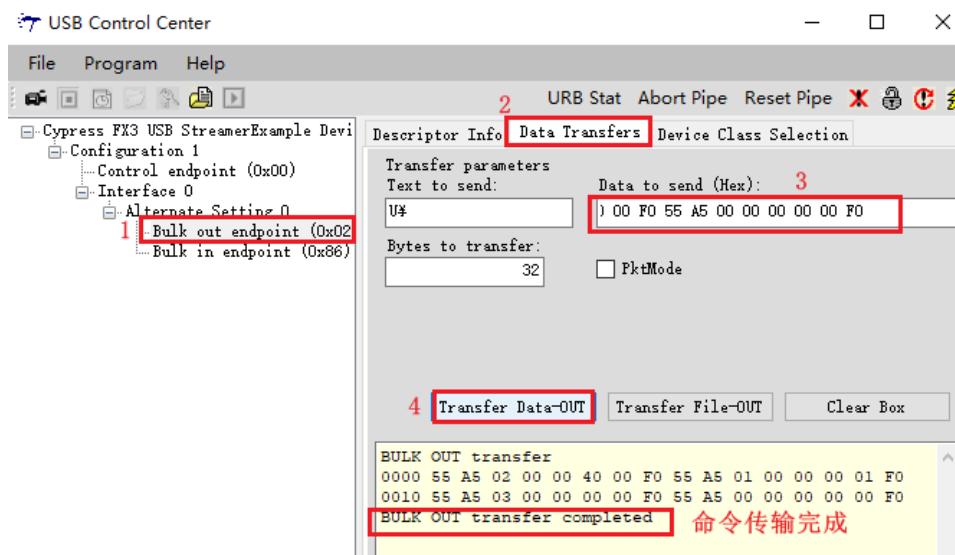 USB Control Center
File Program Help
2
URB Stat Abort Pipe Reset Pipe
Cypress FX3 USB StreamerExample Devi
Configuration 1
Control endpoint (0x00)
Interface 0
Alternate Setting 0
1 Bulk out endpoint (0x02
Bulk in endpoint (0x86)
Descriptor Info Data Transfers Device Class Selection
Transfer parameters
Text to send: Data to send (Hex): 3
U¥ ) 00 F0 55 A5 00 00 00 00 00 F0
Bytes to transfer:
32 PktMode
4 Transfer Data-OUT Transfer File-OUT Clear Box
BULK OUT transfer
0000 55 A5 02 00 00 40 00 F0 55 A5 01 00 00 00 01 F0
0010 55 A5 03 00 00 00 00 F0 55 A5 00 00 00 00 00 F0
BULK OUT transfer completed 命令传输完成